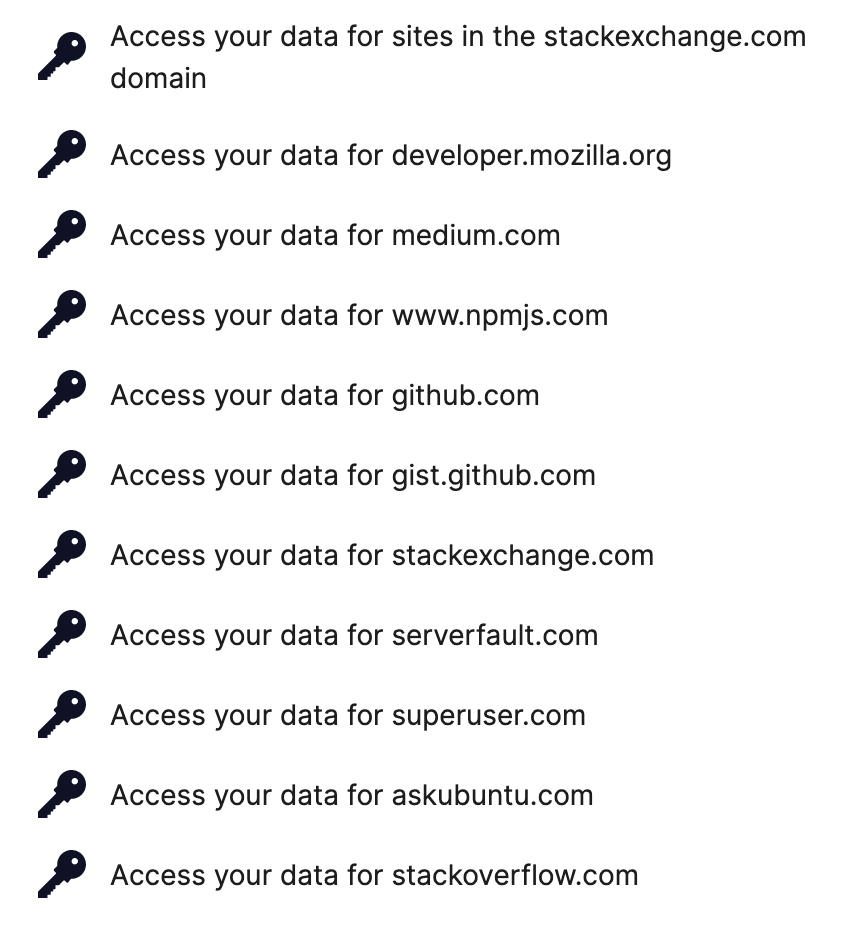 Access your data for sites in the stackexchange.com
domain
Access your data for developer.mozilla.org
Access your data for medium.com
Access your data for www.npmjs.com
Access your data for github.com
Access your data for gist.github.com
Access your data for stackexchange.com
Access your data for serverfault.com
Access your data for superuser.com
Access your data for askubuntu.com
Access your data for stackoverflow.com